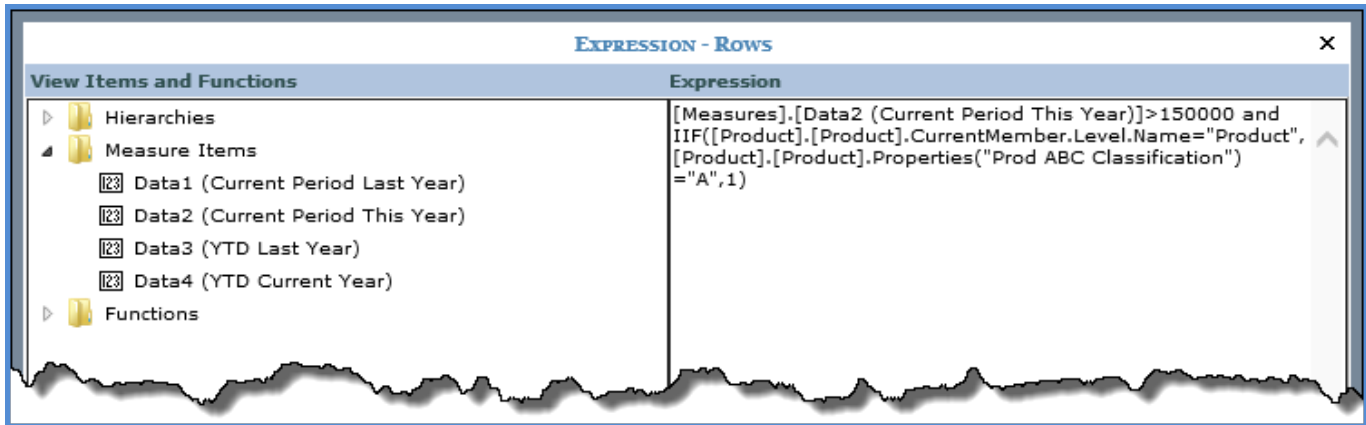 EXPRESSION - ROWS
View Items and Functions
Expression
Hierarchies
Measure Items
Data1 (Current Period Last Year)
Data2 (Current Period This Year)
Data3 (YTD Last Year)
Data4 (YTD Current Year)
Functions
[Measures].[Data2 (Current Period This Year)]>150000 and
IIF([Product].[Product].CurrentMember.Level.Name="Product",
[Product].[Product].Properties("Prod ABC Classification")
="A",1)